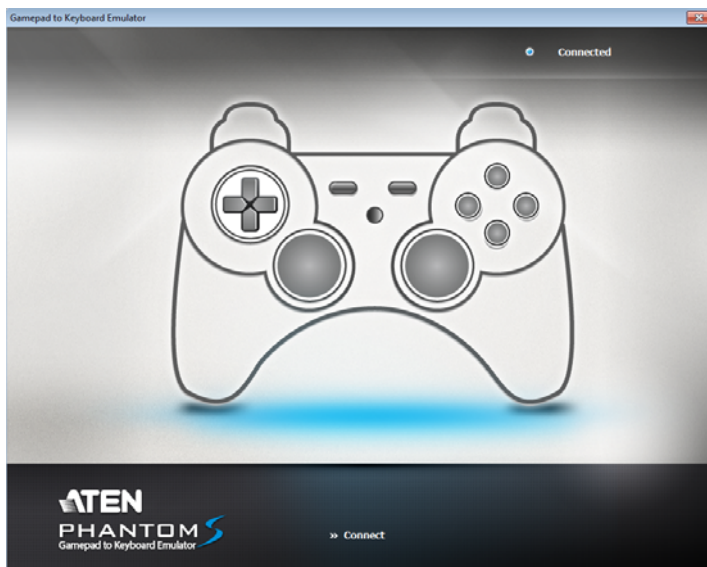 Gamepad to Keyboard Emulator
Connected
ATEN
PHANTOM S
Gamepad to Keyboard Emulator
» Connect